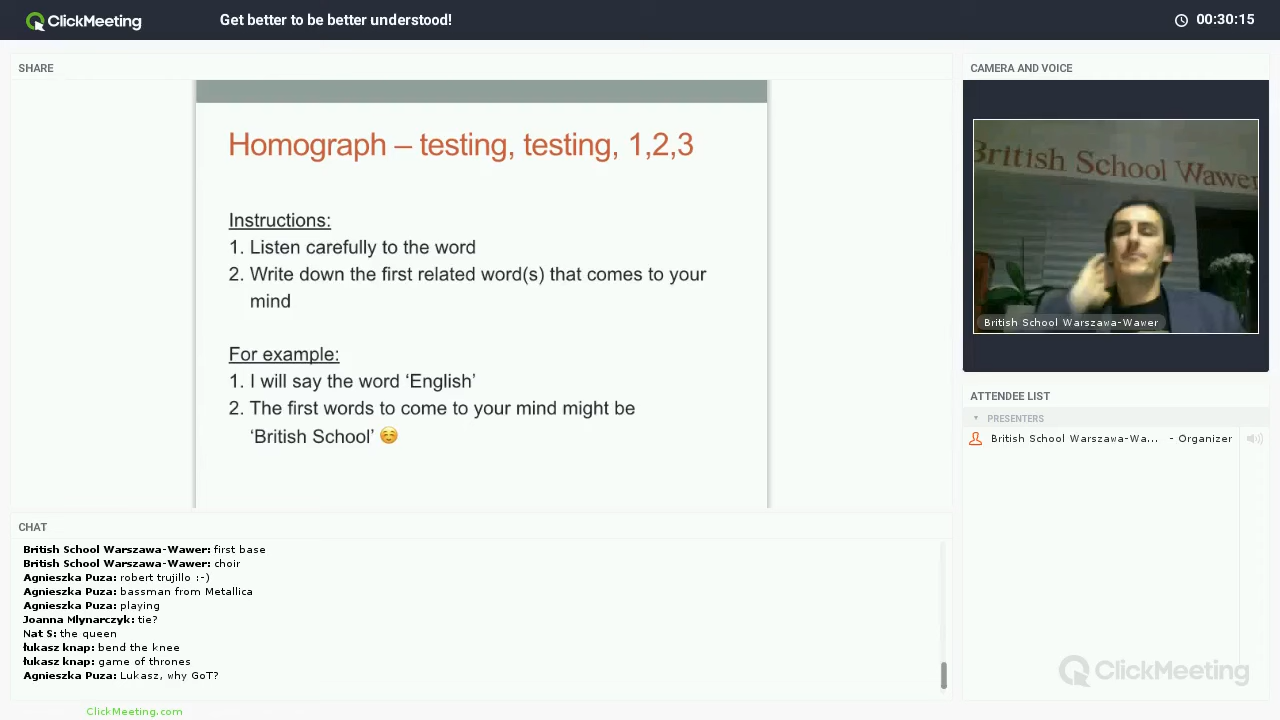 ClickMeeting
Get better to be better understood!
00:30:15
SHARE
Homograph – testing, testing, 1,2,3
Instructions:
1. Listen carefully to the word
2. Write down the first related word(s) that comes to your
mind
For example:
1. I will say the word ‘English’
2. The first words to come to your mind might be
‘British School’ ☺️
CAMERA AND VOICE
British School Wawer
British School Warszawa-Wawer
ATTENDEE LIST
PRESENTERS
British School Warszawa-Wa... - Organizer
CHAT
British School Warszawa-Wawer: first base
British School Warszawa-Wawer: choir
Agnieszka Puza: robert trujillo :-)
Agnieszka Puza: bassman from Metallica
Agnieszka Puza: playing
Joanna Mlynarczyk: tie?
Nat S: the queen
łukasz knap: bend the knee
łukasz knap: game of thrones
Agnieszka Puza: Lukasz, why GoT?
ClickMeeting
ClickMeeting.com